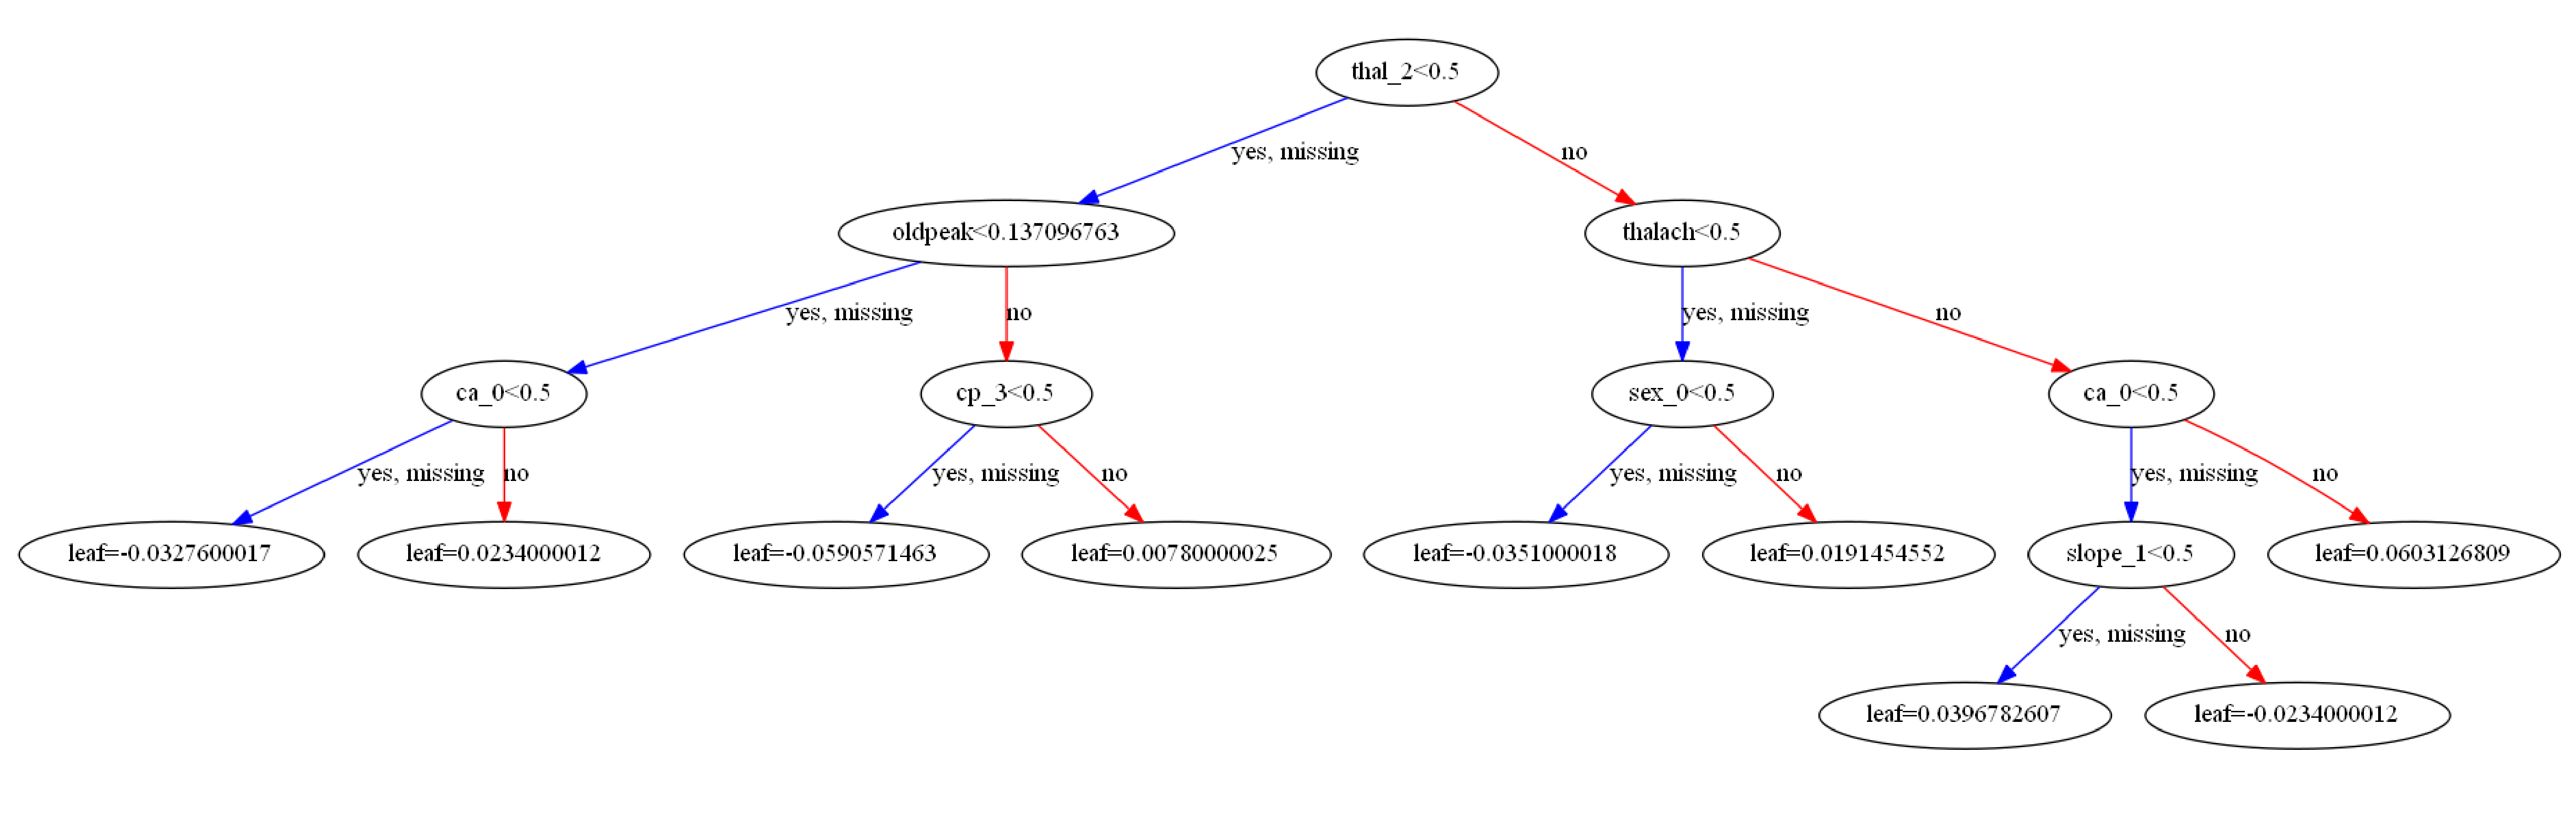 thal_2<0.5
yes, missing
no
oldpeak<0.137096763
thalach<0.5
yes, missing
no
yes, missing
no
ca_0<0.5
cp_3<0.5
sex_0<0.5
ca_0<0.5
yes, missing
no
yes, missing
no
yes, missing
no
yes, missing
no
leaf=-0.0327600017
leaf=0.0234000012
leaf=-0.0590571463
leaf=0.00780000025
leaf=-0.0351000018
leaf=0.0191454552
slope_1<0.5
leaf=0.0603126809
yes, missing
no
leaf=0.0396782607
leaf=-0.0234000012